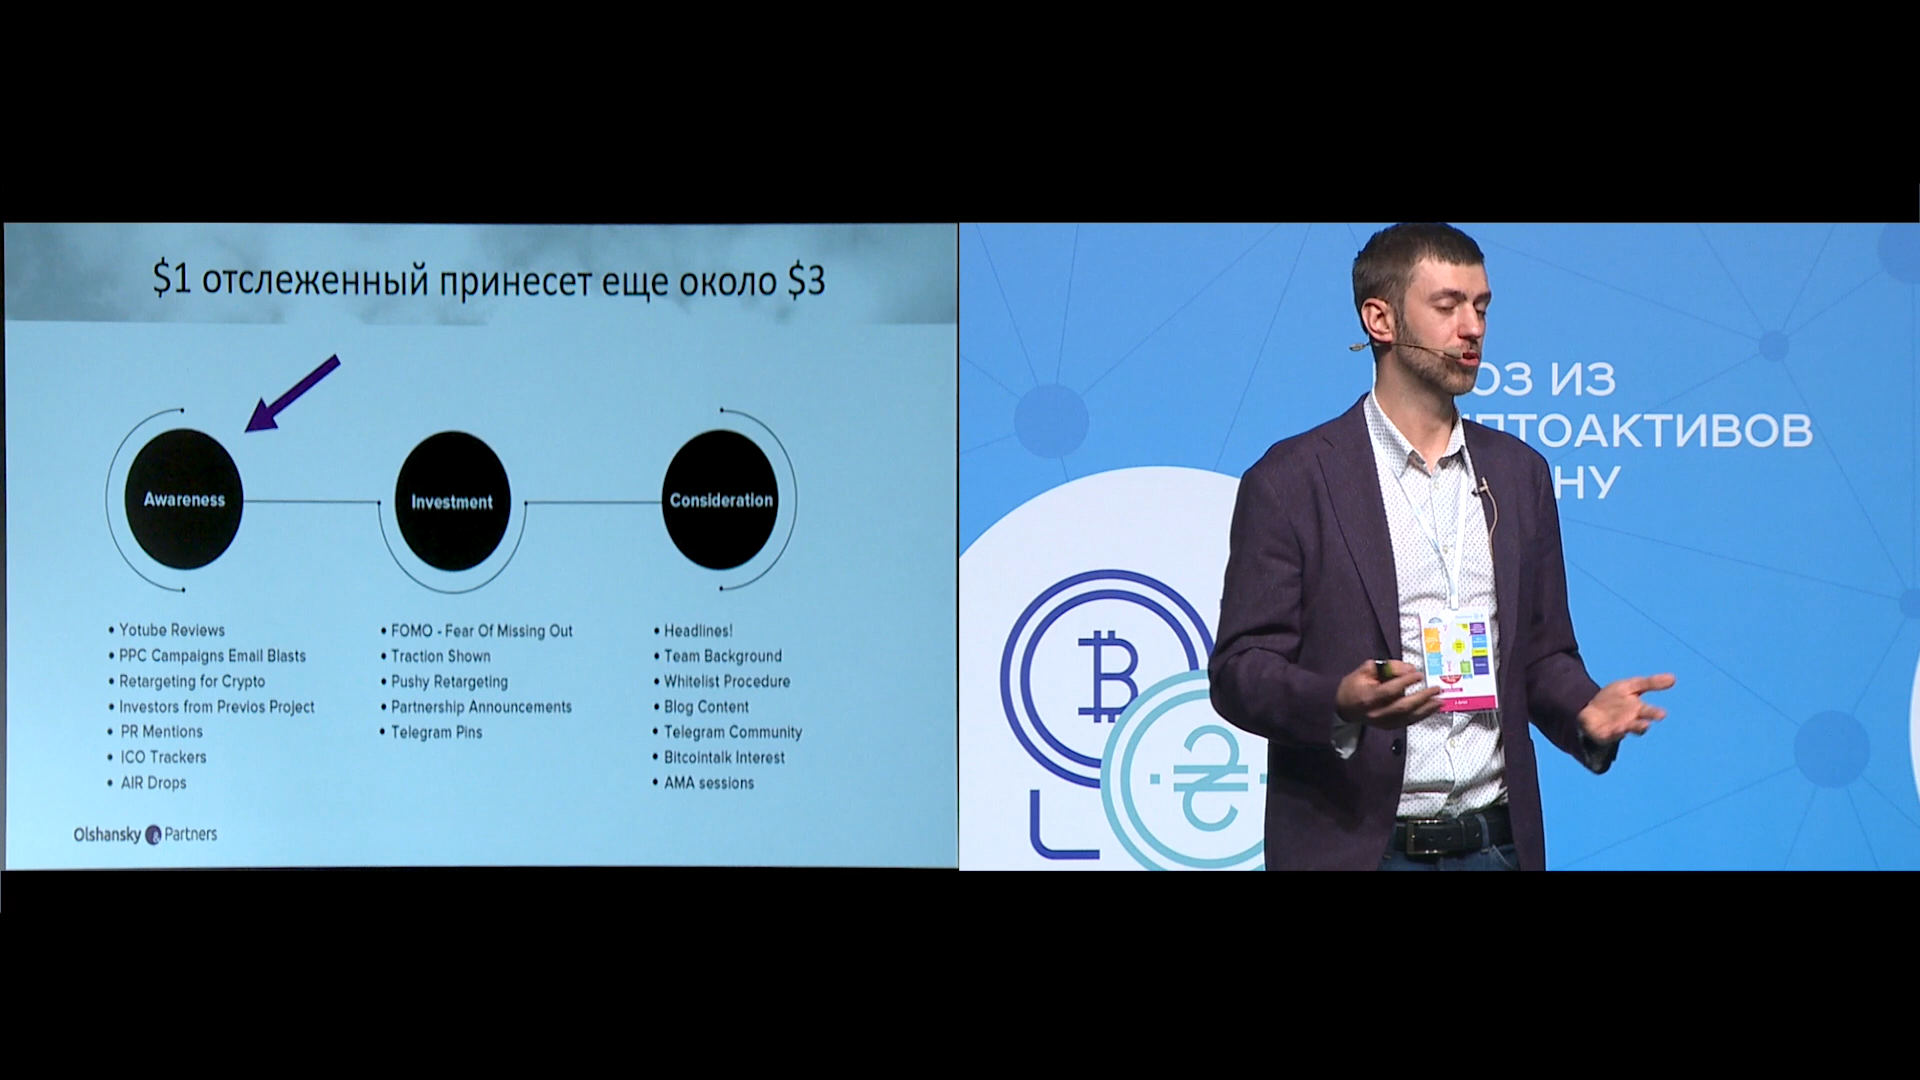 $1 отслеженный принесет еще около $3
Awareness
Investment
Consideration
• Yotube Reviews
• PPC Campaigns Email Blasts
• Retargeting for Crypto
• Investors from Previos Project
• PR Mentions
• ICO Trackers
• AIR Drops
• FOMO - Fear Of Missing Out
• Traction Shown
• Pushy Retargeting
• Partnership Announcements
• Telegram Pins
• Headlines!
• Team Background
• Whitelist Procedure
• Blog Content
• Telegram Community
• Bitcointalk Interest
• AMA sessions
Olshansky & Partners
ОЗ ИЗ
ПТОАКТИВОВ
НУ